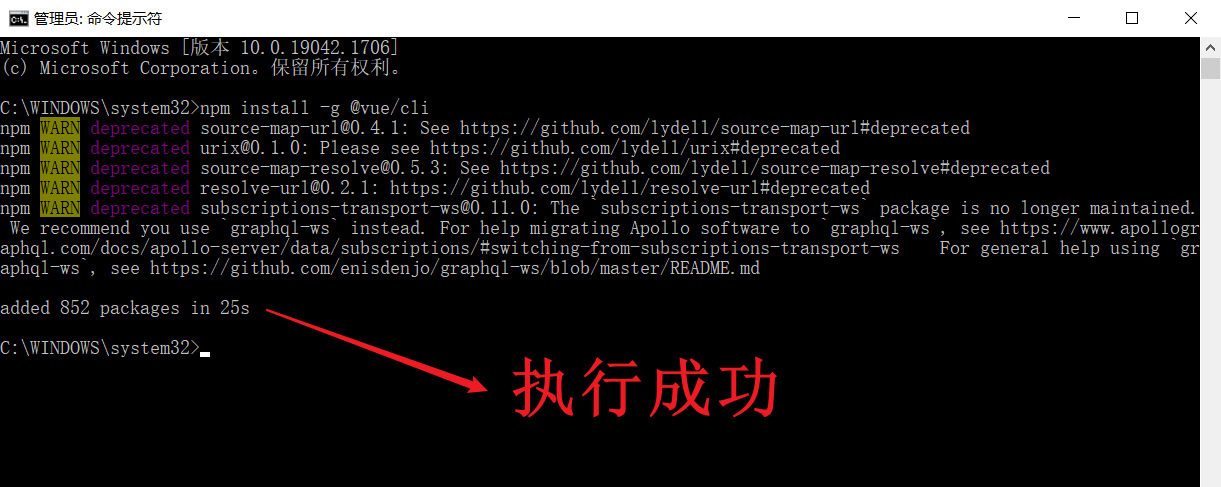 管理员: 命令提示符
Microsoft Windows [版本 10.0.19042.1706]
(c) Microsoft Corporation。保留所有权利。
C:\WINDOWS\system32>npm install -g @vue/cli
npm WARN deprecated source-map-url@0.4.1: See https://github.com/lydell/source-map-url#deprecated
npm WARN deprecated urix@0.1.0: Please see https://github.com/lydell/urix#deprecated
npm WARN deprecated source-map-resolve@0.5.3: See https://github.com/lydell/source-map-resolve#deprecated
npm WARN deprecated resolve-url@0.2.1: https://github.com/lydell/resolve-url#deprecated
npm WARN deprecated subscriptions-transport-ws@0.11.0: The `subscriptions-transport-ws` package is no longer maintained.
We recommend you use `graphql-ws` instead. For help migrating Apollo software to `graphql-ws`, see https://www.apollogr
aphql.com/docs/apollo-server/data/subscriptions/#switching-from-subscriptions-transport-ws    For general help using `gr
aphql-ws`, see https://github.com/enisdenjo/graphql-ws/blob/master/README.md
added 852 packages in 25s
C:\WINDOWS\system32>
执行成功